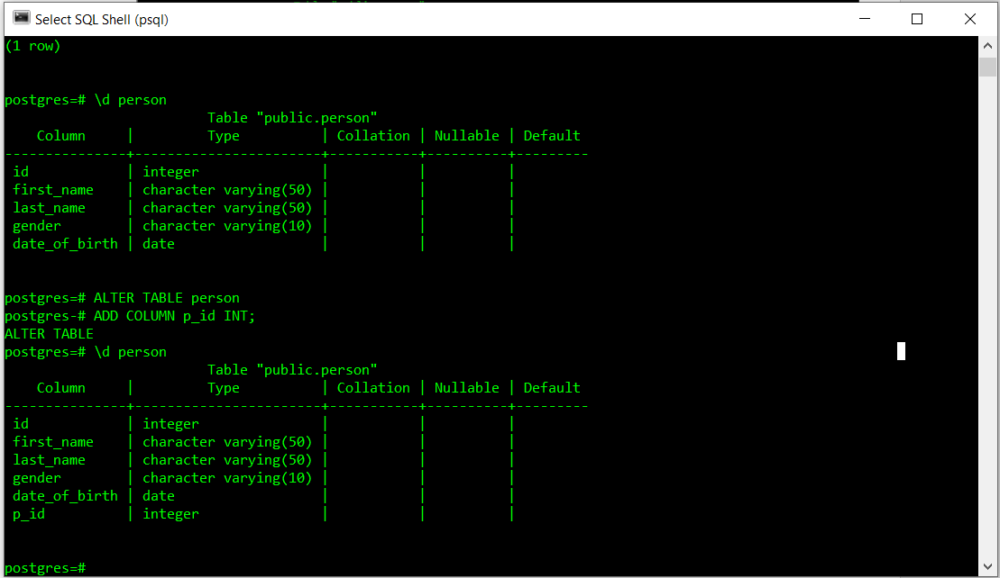 Select SQL Shell (psql)
(1 row)
postgres=# \d person
                         Table "public.person"
    Column     |         Type          | Collation | Nullable | Default
---------------+-----------------------+-----------+----------+---------
 id            | integer               |           |          |
 first_name    | character varying(50) |           |          |
 last_name     | character varying(50) |           |          |
 gender        | character varying(10) |           |          |
 date_of_birth | date                  |           |          |
postgres=# ALTER TABLE person
postgres-# ADD COLUMN p_id INT;
ALTER TABLE
postgres=# \d person
                         Table "public.person"
    Column     |         Type          | Collation | Nullable | Default
---------------+-----------------------+-----------+----------+---------
 id            | integer               |           |          |
 first_name    | character varying(50) |           |          |
 last_name     | character varying(50) |           |          |
 gender        | character varying(10) |           |          |
 date_of_birth | date                  |           |          |
 p_id          | integer               |           |          |
postgres=#